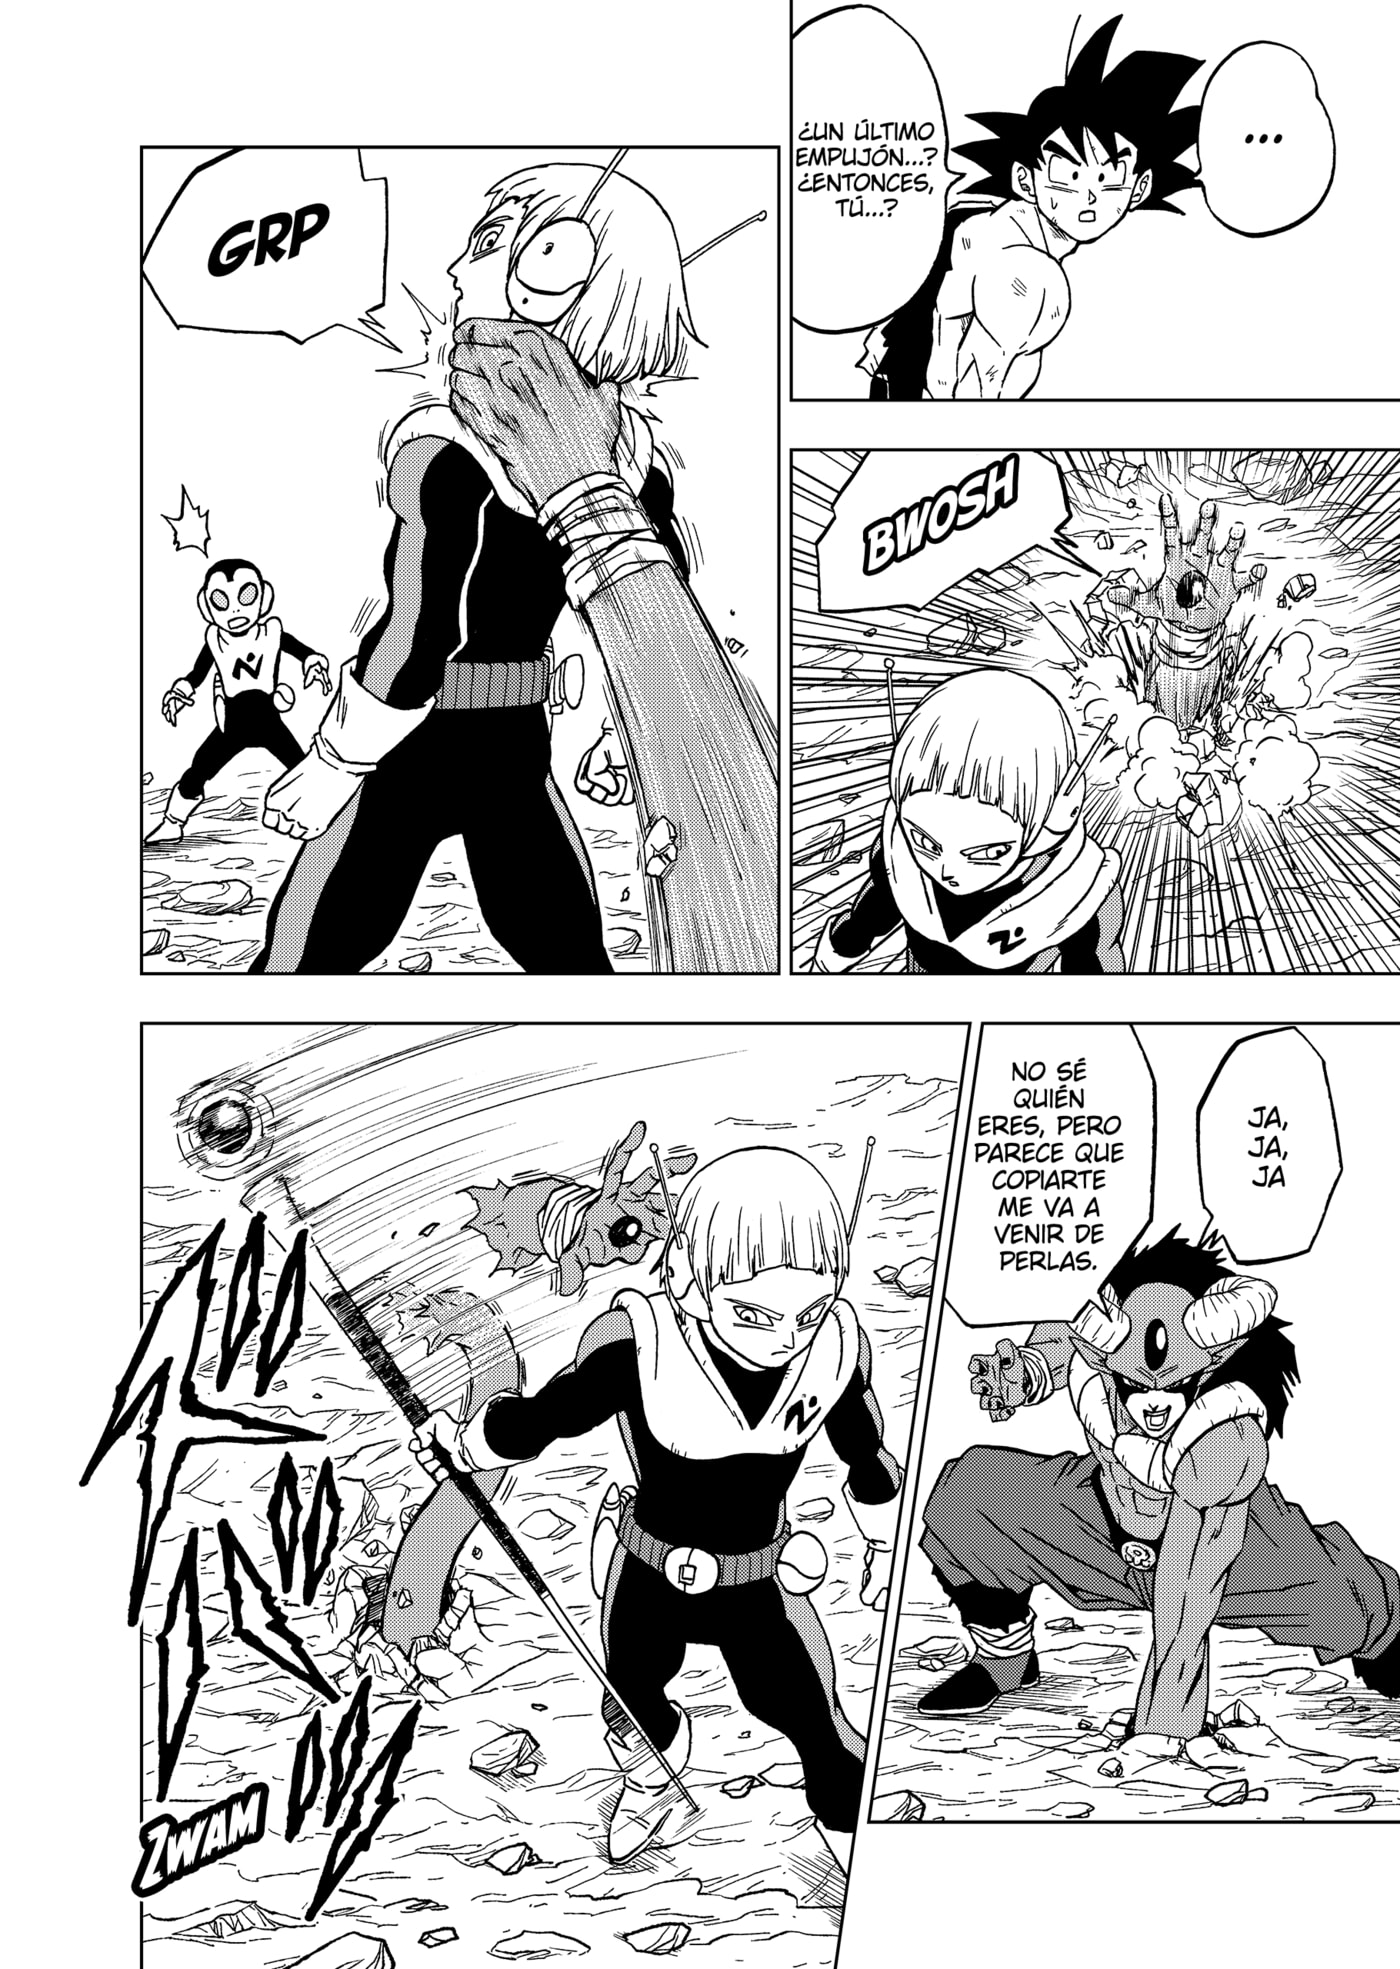 ...
¿UN ÚLTIMO
EMPUJÓN...?
¿ENTONCES,
TÚ...?
BWOSH
GRP
JA,
JA,
JA
NO SÉ
QUIÉN
ERES, PERO
PARECE QUE
COPIARTE
ME VA A
VENIR DE
PERLAS.
ZWAM